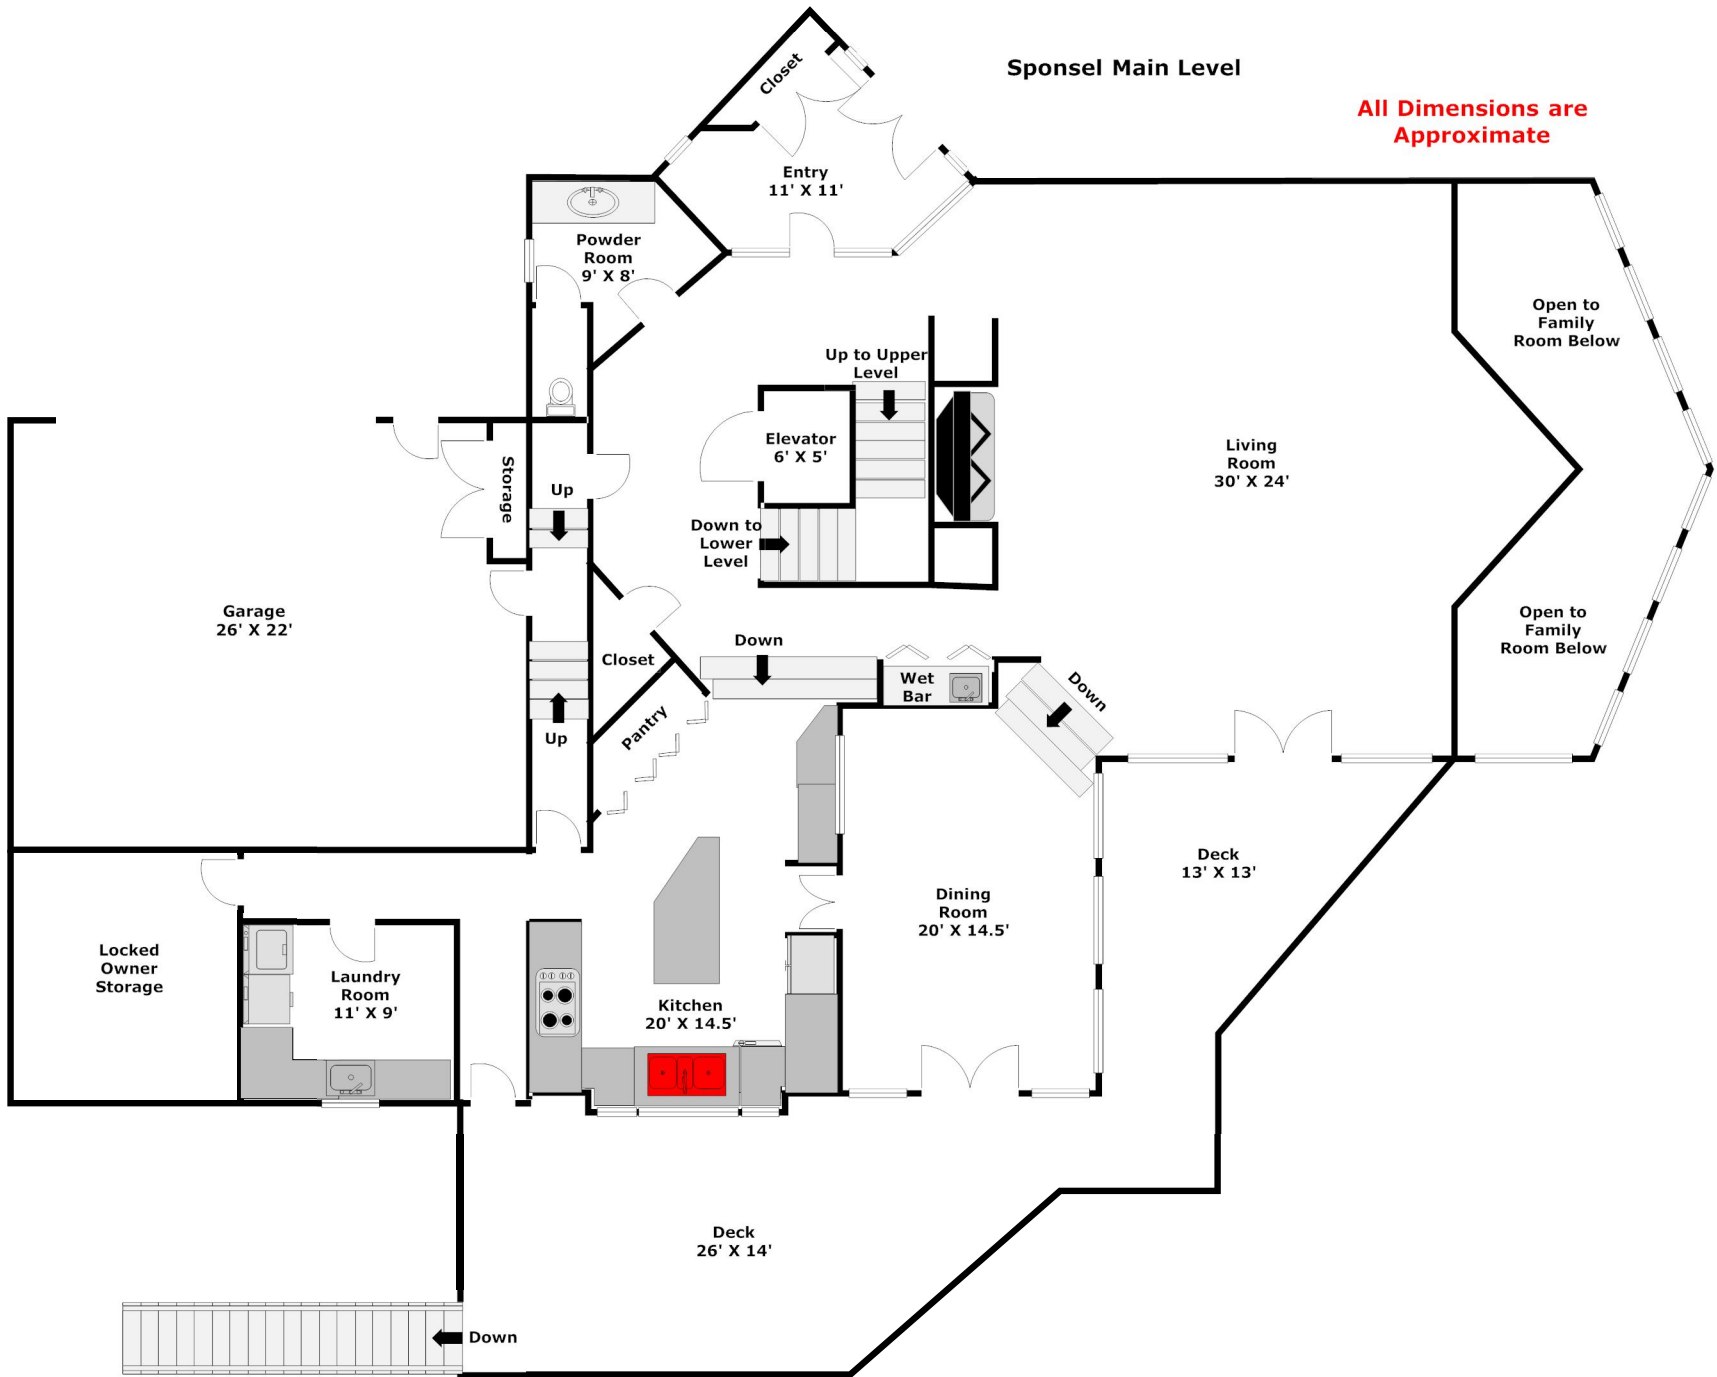 Sponsel Main Level
All Dimensions are
Approximate
Closet
Entry
11' X 11'
Powder
Room
9' X 8'
Open to
Family
Room Below
Up to Upper
Level
Elevator
6' X 5'
Living
Room
30' X 24'
Storage
Up
Down to
Lower
Level
Garage
26' X 22'
Open to
Family
Room Below
Closet
Down
Wet
Bar
Down
Pantry
Up
Deck
13' X 13'
Dining
Room
20' X 14.5'
Locked
Owner
Storage
Laundry
Room
11' X 9'
Kitchen
20' X 14.5'
Deck
26' X 14'
Down